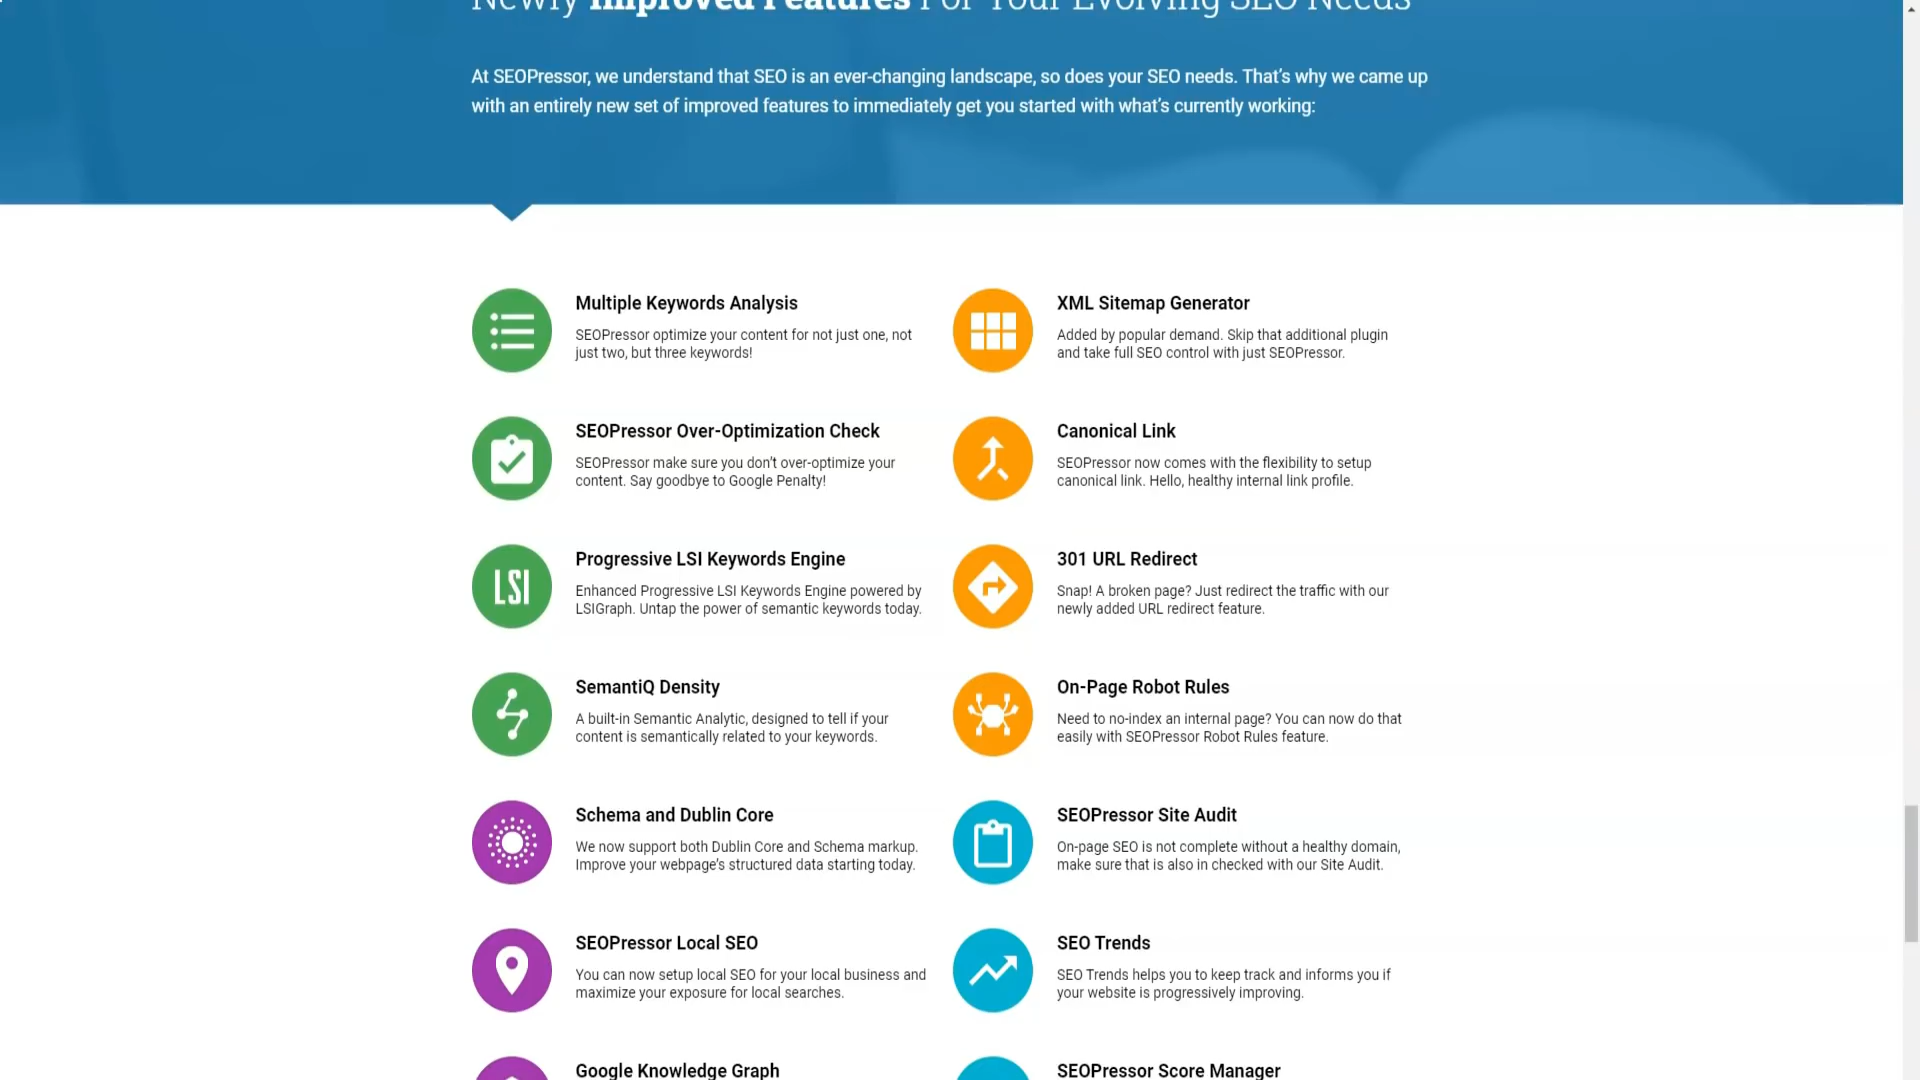 Newly Improved Features For Your Evolving SEO Needs
At SEOPressor, we understand that SEO is an ever-changing landscape, so does your SEO needs. That's why we came up
with an entirely new set of improved features to immediately get you started with what's currently working:
Multiple Keywords Analysis
SEOPressor optimize your content for not just one, not
just two, but three keywords!
XML Sitemap Generator
Added by popular demand. Skip that additional plugin
and take full SEO control with just SEOPressor.
SEOPressor Over-Optimization Check
SEOPressor make sure you don't over-optimize your
content. Say goodbye to Google Penalty!
Canonical Link
SEOPressor now comes with the flexibility to setup
canonical link. Hello, healthy internal link profile.
LSI
Progressive LSI Keywords Engine
Enhanced Progressive LSI Keywords Engine powered by
LSIGraph. Untap the power of semantic keywords today.
301 URL Redirect
Snap! A broken page? Just redirect the traffic with our
newly added URL redirect feature.
SemantiQ Density
A built-in Semantic Analytic, designed to tell if your
content is semantically related to your keywords.
On-Page Robot Rules
Need to no-index an internal page? You can now do that
easily with SEOPressor Robot Rules feature.
Schema and Dublin Core
We now support both Dublin Core and Schema markup.
Improve your webpage's structured data starting today.
SEOPressor Site Audit
On-page SEO is not complete without a healthy domain,
make sure that is also in checked with our Site Audit.
SEOPressor Local SEO
You can now setup local SEO for your local business and
maximize your exposure for local searches.
SEO Trends
SEO Trends helps you to keep track and informs you if
your website is progressively improving.
Google Knowledge Graph
SEOPressor Score Manager